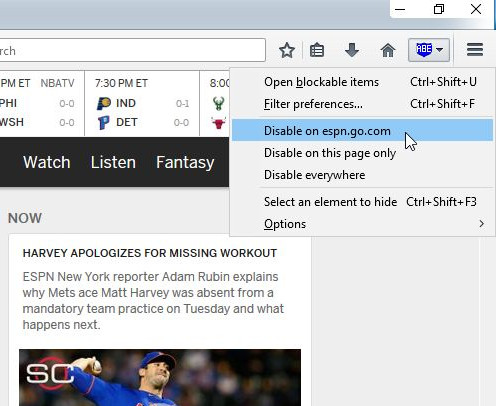 rch
ABE
Open blockable items Ctrl+Shift+U
Filter preferences... Ctrl+Shift+F
Disable on espn.go.com
Disable on this page only
Disable everywhere
Select an element to hide Ctrl+Shift+F3
Options
PM ET NBATV
PHI 0-0
WSH 0-0
7:30 PM ET
IND 0-1
DET 0-0
8:00
Watch Listen Fantasy
NOW
HARVEY APOLOGIZES FOR MISSING WORKOUT
ESPN New York reporter Adam Rubin explains
why Mets ace Matt Harvey was absent from a
mandatory team practice on Tuesday and what
happens next.
SC